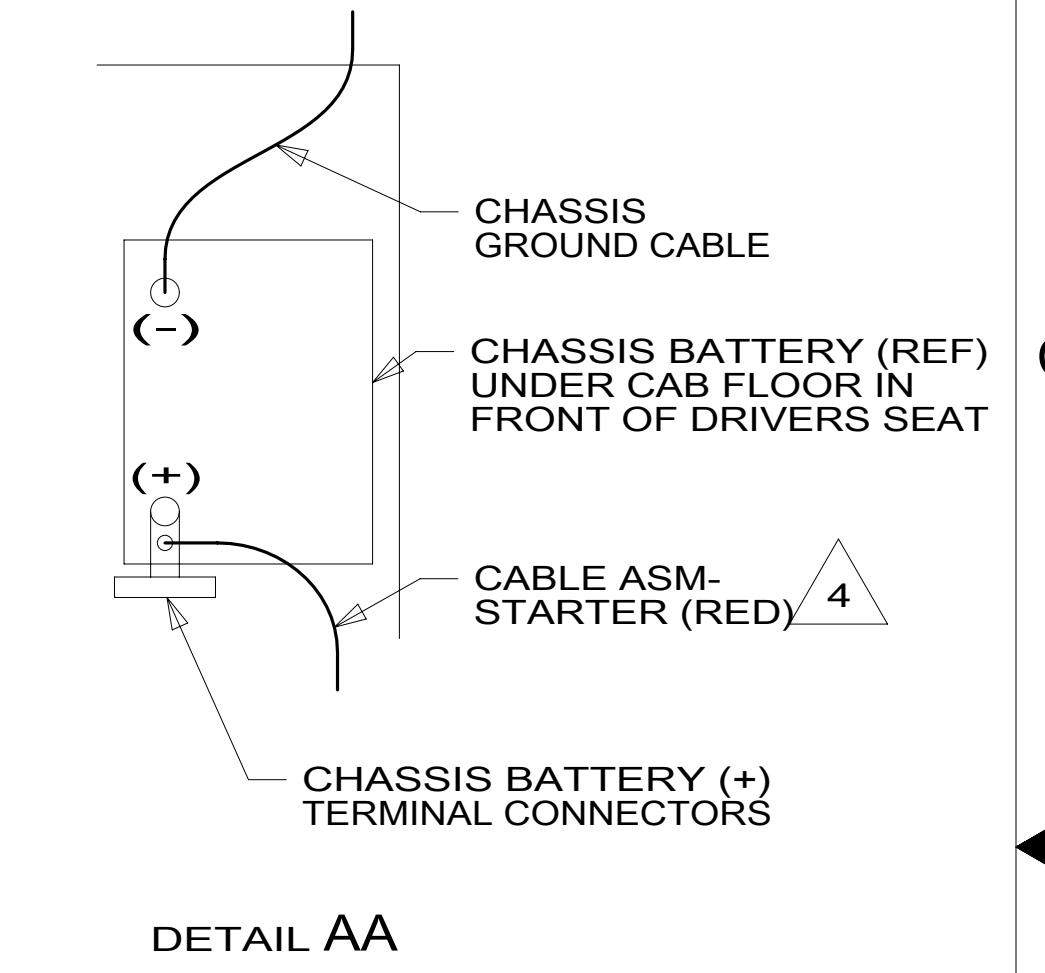 CHASSIS
GROUND CABLE
(-)
CHASSIS BATTERY (REF)
UNDER CAB FLOOR IN
FRONT OF DRIVERS SEAT
(+)
CABLE ASM-
STARTER (RED)
4
CHASSIS BATTERY (+)
TERMINAL CONNECTORS
DETAIL AA